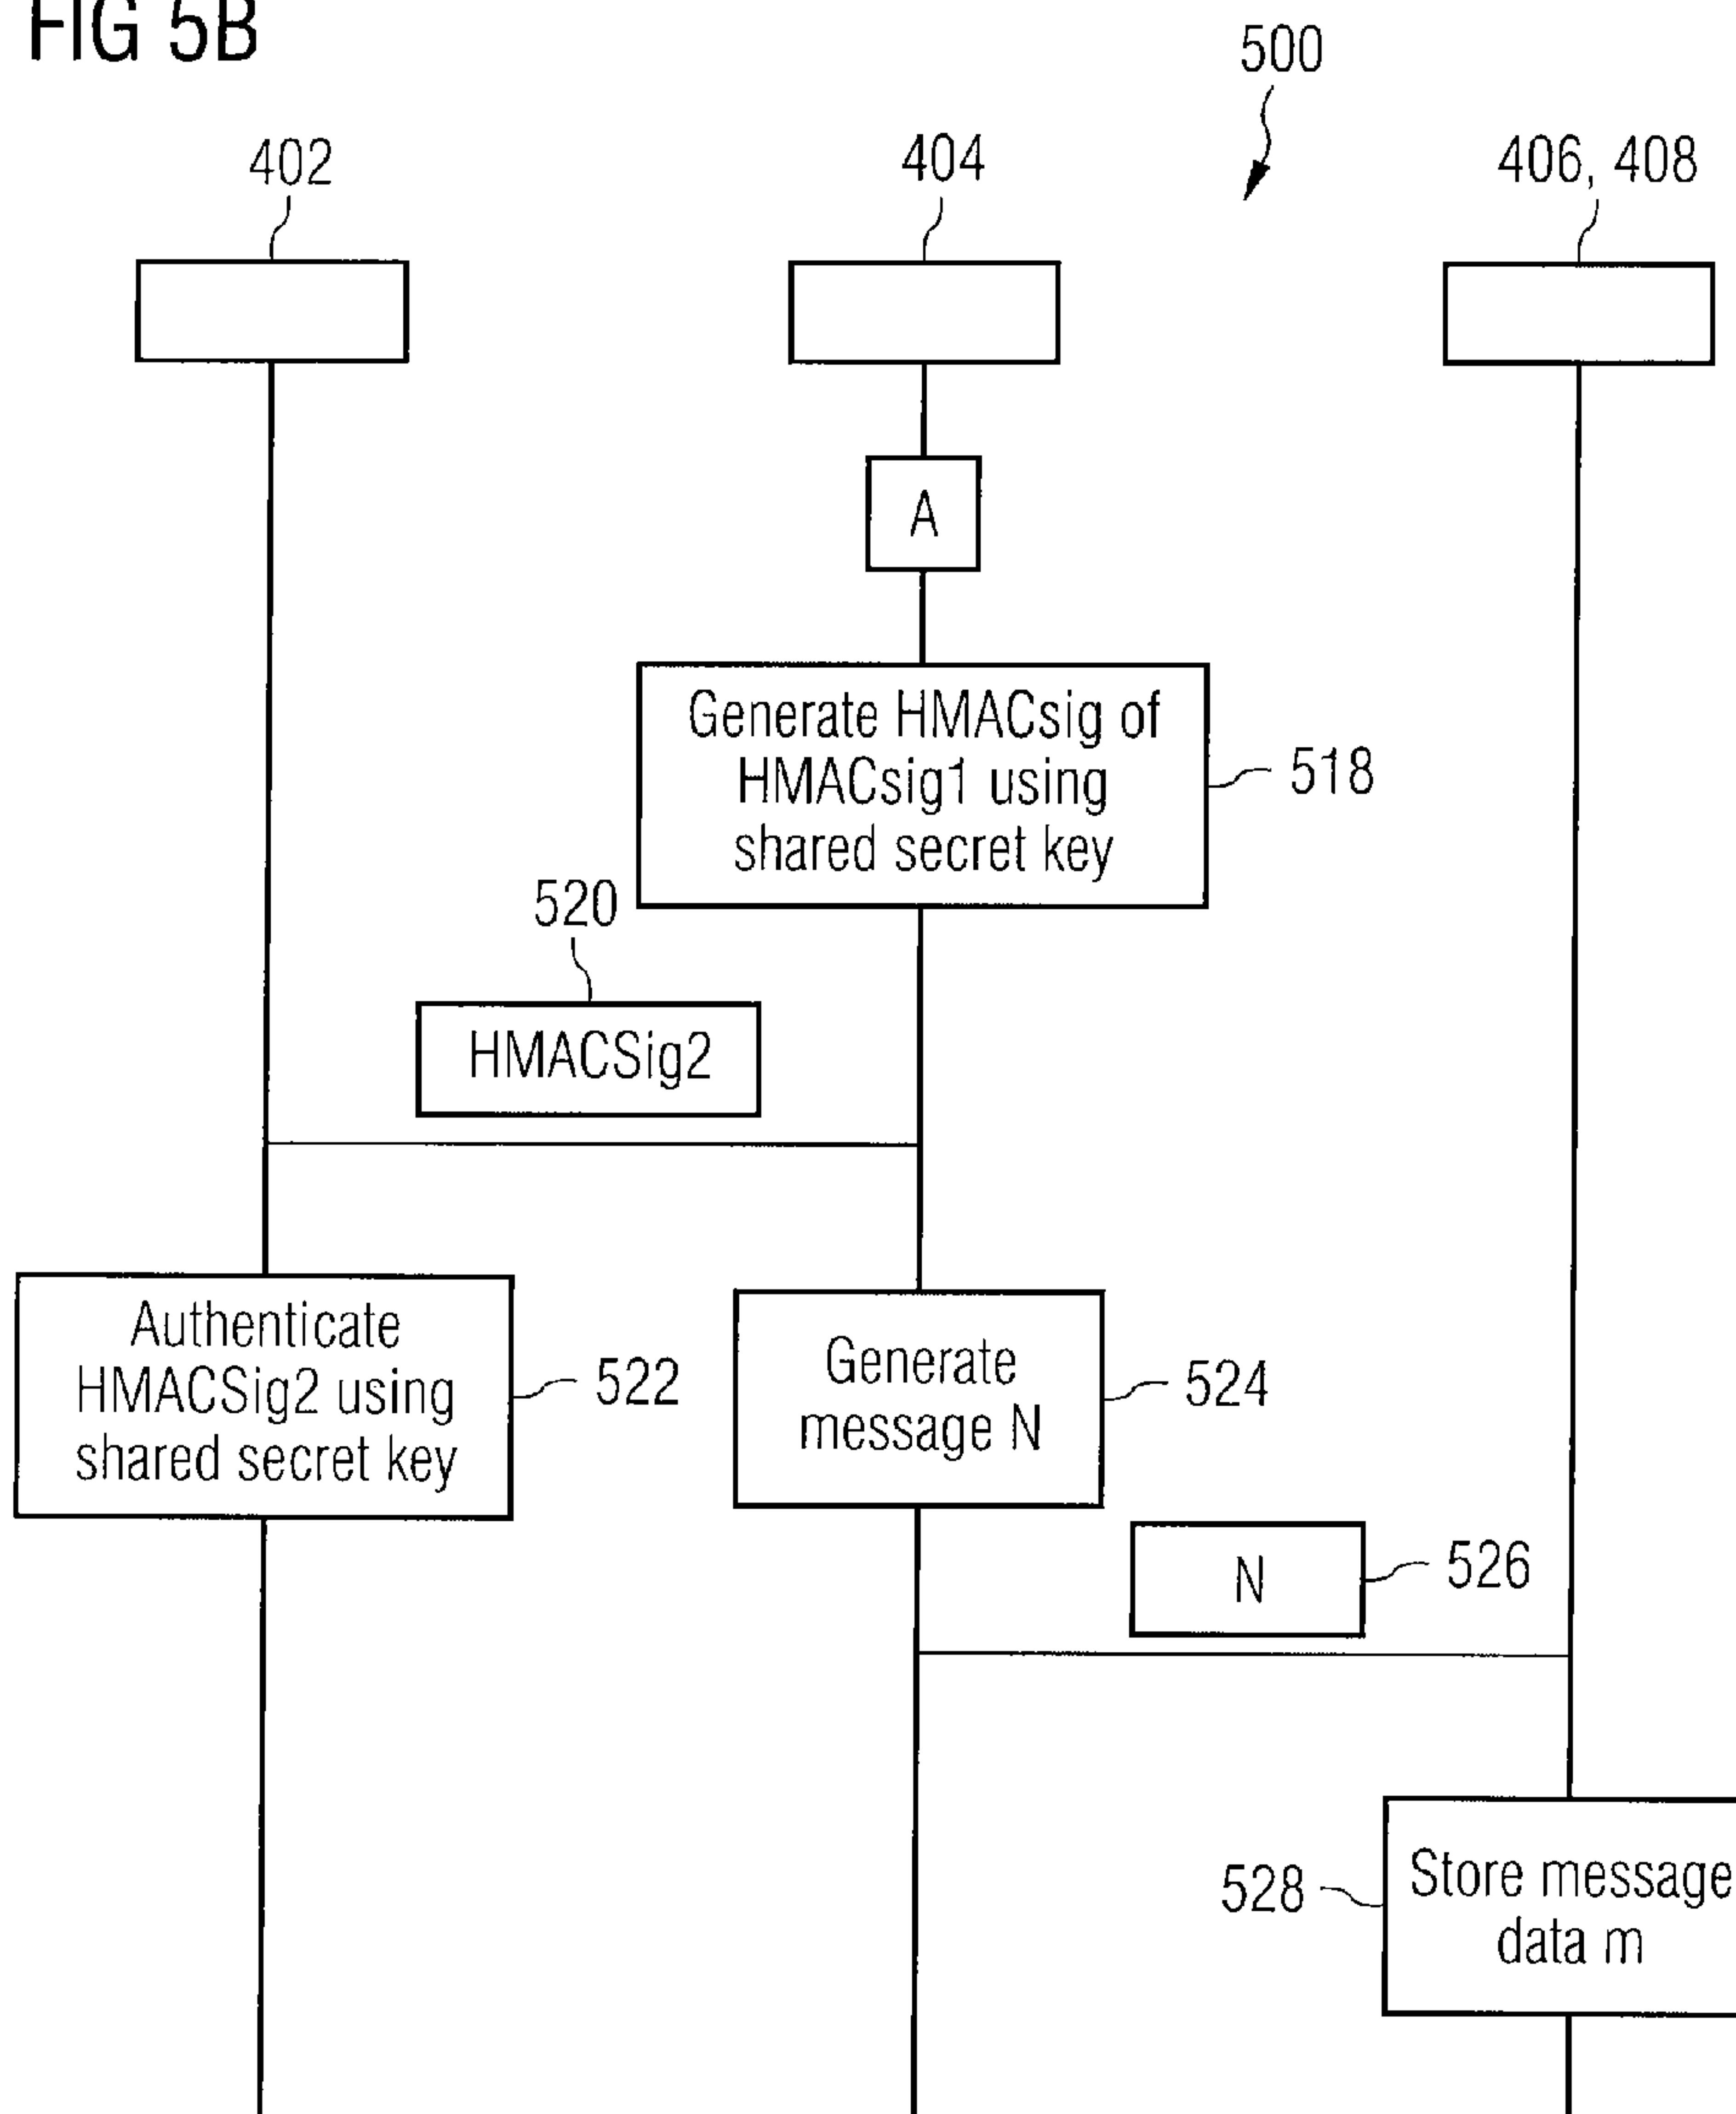 FIG 5B
500
402
404
406, 408
A
Generate HMACsig of
HMACsig1 using
shared secret key
518
520
HMACSig2
Authenticate
HMACSig2 using
shared secret key
522
Generate
message N
524
N
526
528
Store message
data m